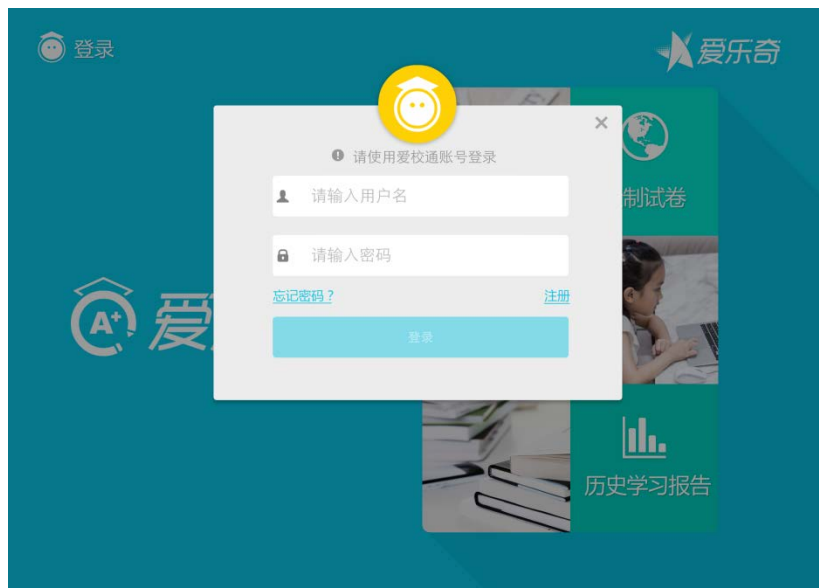 登录
爱乐奇
请使用爱校通账号登录
请输入用户名
制试卷
请输入密码
忘记密码？
注册
A+ 爱
登录
历史学习报告